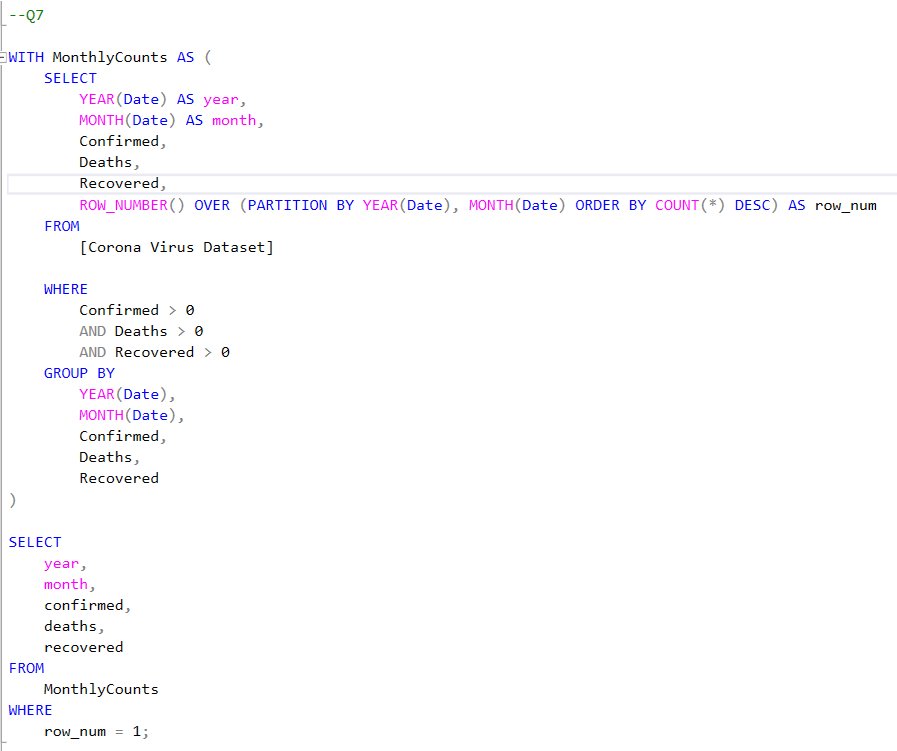 --Q7
WITH MonthlyCounts AS (
    SELECT
        YEAR(Date) AS year,
        MONTH(Date) AS month,
        Confirmed,
        Deaths,
        Recovered,
        ROW_NUMBER() OVER (PARTITION BY YEAR(Date), MONTH(Date) ORDER BY COUNT(*) DESC) AS row_num
    FROM
        [Corona Virus Dataset]
    WHERE
        Confirmed > 0
        AND Deaths > 0
        AND Recovered > 0
    GROUP BY
        YEAR(Date),
        MONTH(Date),
        Confirmed,
        Deaths,
        Recovered
)
SELECT
    year,
    month,
    confirmed,
    deaths,
    recovered
FROM
    MonthlyCounts
WHERE
    row_num = 1;